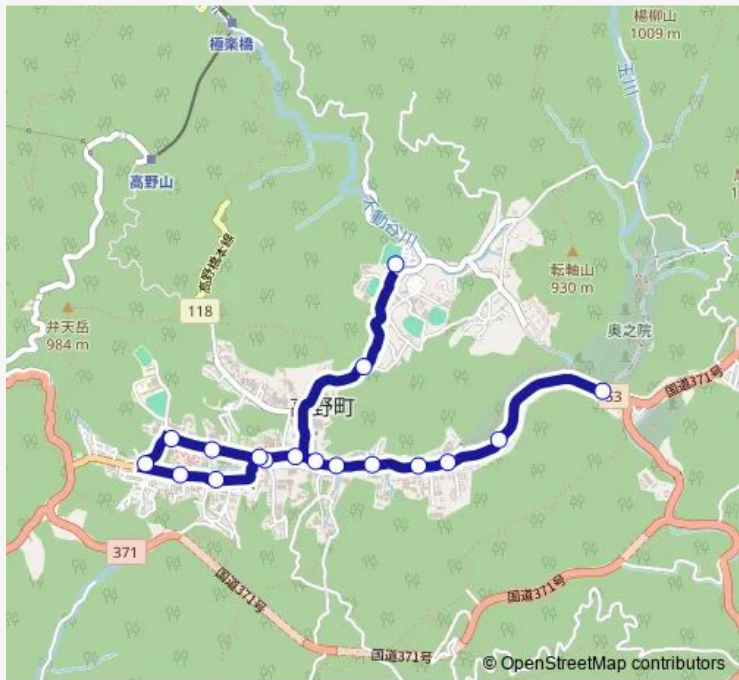 楊柳山
1009 m
極楽橋
玉川
高野山
不動谷川
高野橋本線
転軸山
930 m
118
奥之院
弁天岳
984 m
国道371号
53
野町
371
国道371号
国道371号
国道371号
© OpenStreetMap contributors